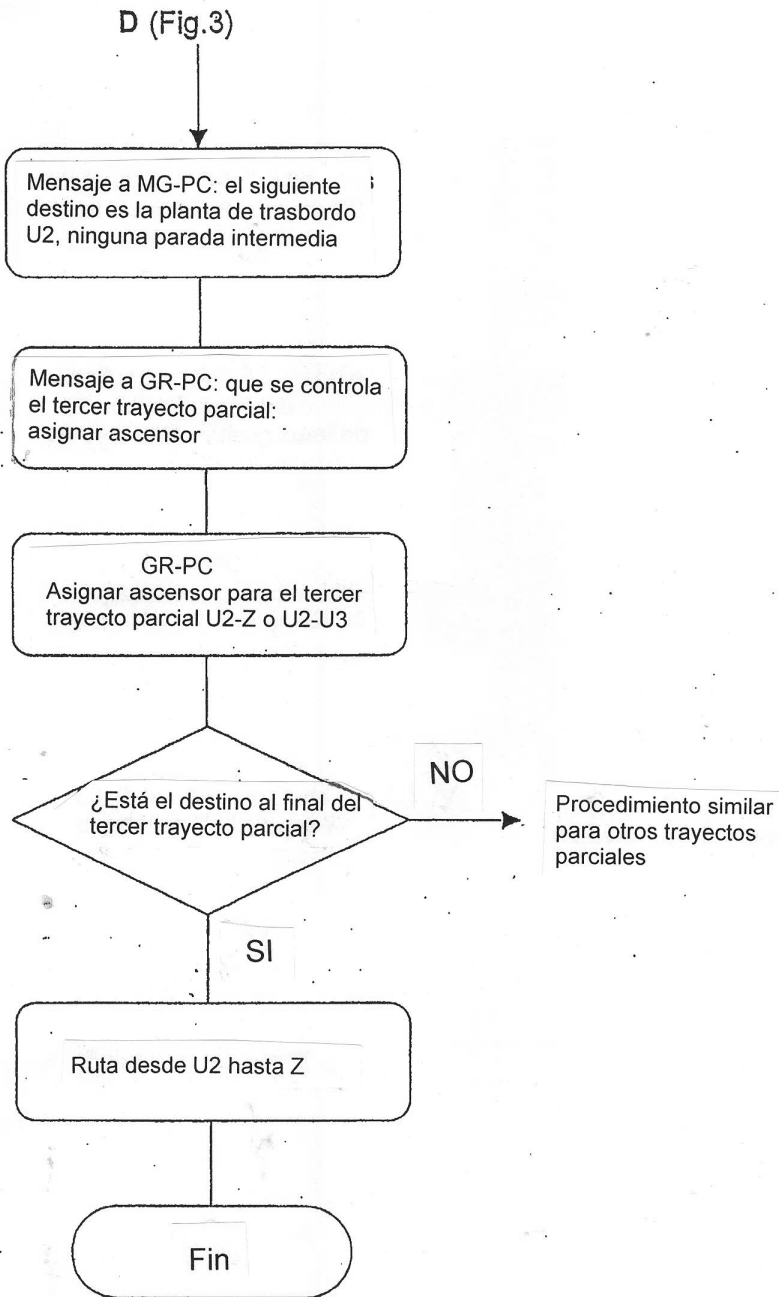 D (Fig.3)
Mensaje a MG-PC: el siguiente
destino es la planta de trasbordo
U2, ninguna parada intermedia
Mensaje a GR-PC: que se controla
el tercer trayecto parcial:
asignar ascensor
GR-PC
Asignar ascensor para el tercer
trayecto parcial U2-Z o U2-U3
¿Está el destino al final del
tercer trayecto parcial?
NO
Procedimiento similar
para otros trayectos
parciales
SI
Ruta desde U2 hasta Z
Fin